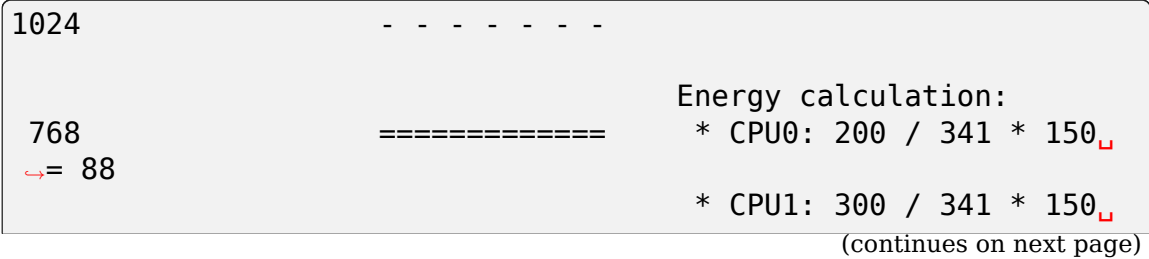 1024                 - - - - - - -
                                      Energy calculation:
 768                 =============     * CPU0: 200 / 341 * 150␣
↪= 88
                                       * CPU1: 300 / 341 * 150␣
(continues on next page)